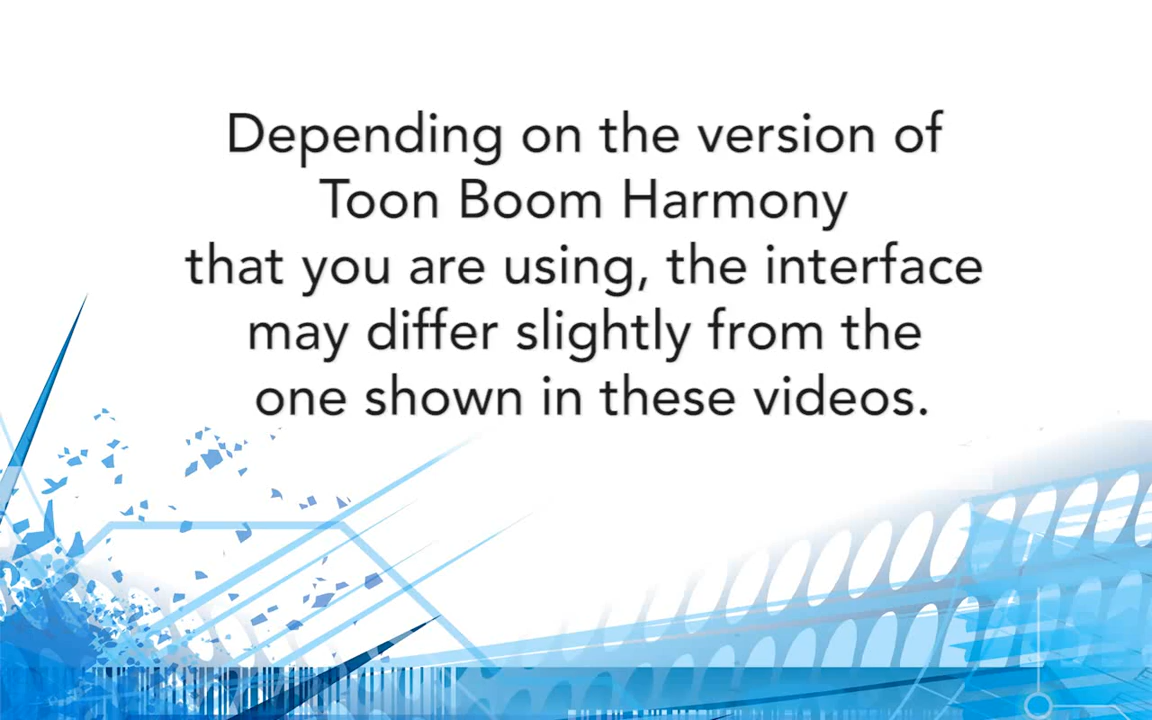 Depending on the version of
Toon Boom Harmony
that you are using, the interface
may differ slightly from the
one shown in these videos.